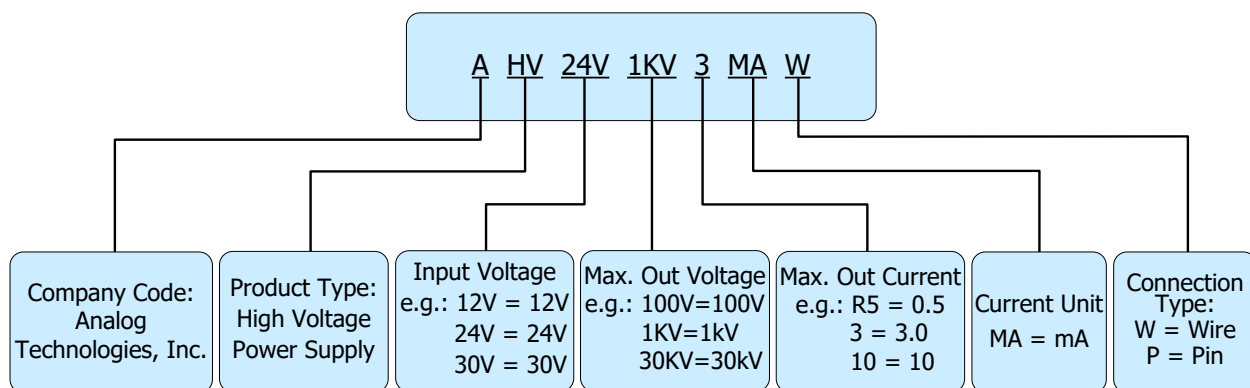 A HV 24V 1KV 3 MA W
Company Code:
Analog
Technologies, Inc.
Product Type:
High Voltage
Power Supply
Input Voltage
e.g.: 12V = 12V
24V = 24V
30V = 30V
Max. Out Voltage
e.g.: 100V=100V
1KV=1kV
30KV=30kV
Max. Out Current
e.g.: R5 = 0.5
3 = 3.0
10 = 10
Current Unit
MA = mA
Connection
Type:
W = Wire
P = Pin